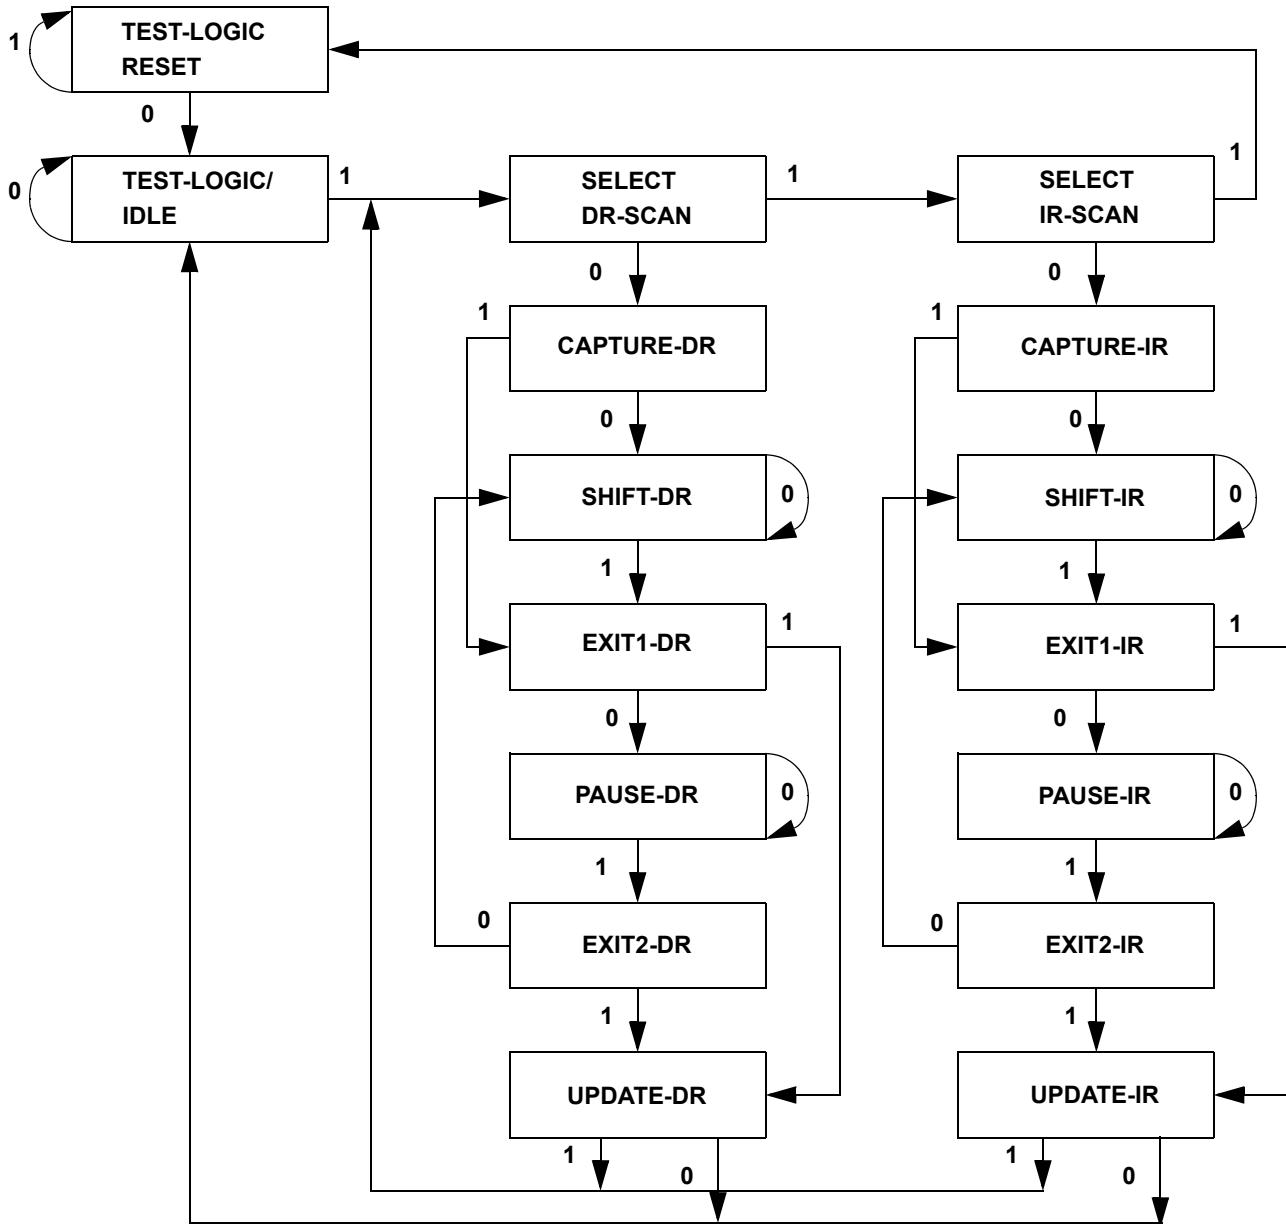 TEST-LOGIC
RESET
1
0
TEST-LOGIC/
IDLE
0
1
SELECT
DR-SCAN
1
SELECT
IR-SCAN
1
0
0
1
CAPTURE-DR
1
CAPTURE-IR
0
0
SHIFT-DR
0
SHIFT-IR
0
1
1
EXIT1-DR
1
EXIT1-IR
1
0
0
PAUSE-DR
0
PAUSE-IR
0
1
1
0
EXIT2-DR
0
EXIT2-IR
1
1
UPDATE-DR
UPDATE-IR
1
0
1
0